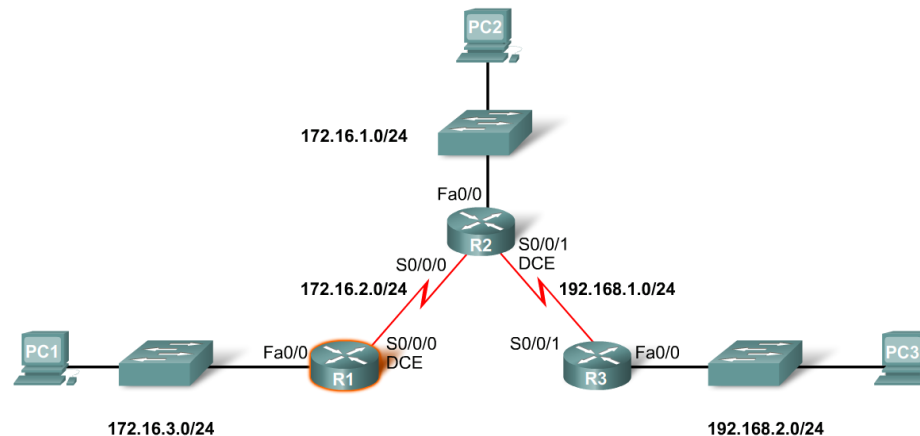 PC2
172.16.1.0/24
Fa0/0
R2
S0/0/1
DCE
S0/0/0
172.16.2.0/24
192.168.1.0/24
PC1
Fa0/0
R1
S0/0/0
DCE
S0/0/1
R3
Fa0/0
PC3
172.16.3.0/24
192.168.2.0/24